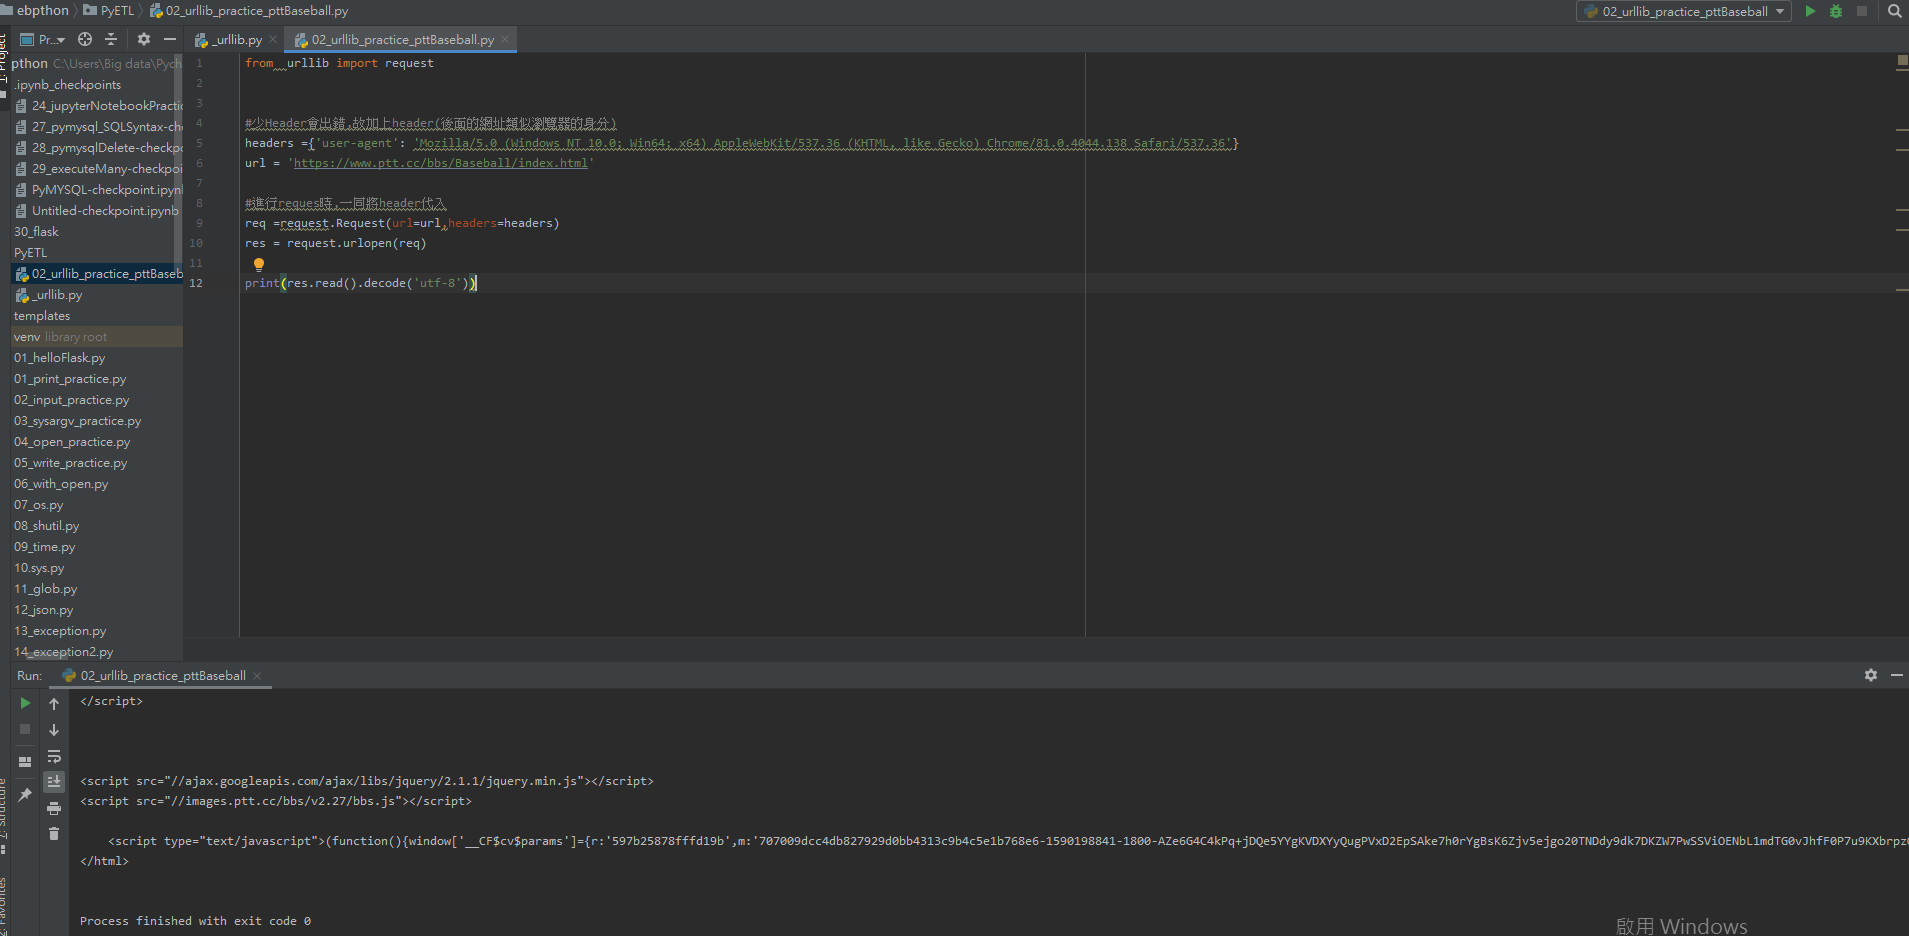 ebpthon PyETL 02_urllib_practice_pttBaseball.py
02_urllib_practice_pttBaseball
1: Project
Pr...
_urllib.py
02_urllib_practice_pttBaseball.py
pthon C:\Users\Big data\Pych
.ipynb_checkpoints
24_jupyterNotebookPractic
27_pymysql_SQLSyntax-ch
28_pymysqlDelete-checkpo
29_executeMany-checkpoi
PyMYSQL-checkpoint.ipynl
Untitled-checkpoint.ipynb
30_flask
PyETL
02_urllib_practice_pttBaseb
_urllib.py
templates
venv library root
01_helloFlask.py
01_print_practice.py
02_input_practice.py
03_sysargv_practice.py
04_open_practice.py
05_write_practice.py
06_with_open.py
07_os.py
08_shutil.py
09_time.py
10.sys.py
11_glob.py
12_json.py
13_exception.py
14_exception2.py
1 from  urllib import request
2
3
4 #少Header會出錯,故加上header(後面的網址類似瀏覽器的身分)
5 headers ={'user-agent': 'Mozilla/5.0 (Windows NT 10.0; Win64; x64) AppleWebKit/537.36 (KHTML, like Gecko) Chrome/81.0.4044.138 Safari/537.36'}
6 url = 'https://www.ptt.cc/bbs/Baseball/index.html'
7
8 #進行reques時,一同將header代入
9 req =request.Request(url=url,headers=headers)
10 res = request.urlopen(req)
11
12 print(res.read().decode('utf-8'))
Run: 02_urllib_practice_pttBaseball
</script>
<script src="//ajax.googleapis.com/ajax/libs/jquery/2.1.1/jquery.min.js"></script>
<script src="//images.ptt.cc/bbs/v2.27/bbs.js"></script>
<script type="text/javascript">(function(){window['__CF$cv$params']={r:'597b25878fffd19b',m:'707009dcc4db827929d0bb4313c9b4c5e1b768e6-1590198841-1800-AZe6G4C4kPq+jDQe5YYgKVDXYyQugPVxD2EpSAke7h0rYgBsK6Zjv5ejgo20TNDdy9dk7DKZW7PwSSViOENbL1mdTG0vJhfF0P7u9KXbrpz
</html>
Process finished with exit code 0
7: Structure
2: Favorites
啟用 Windows